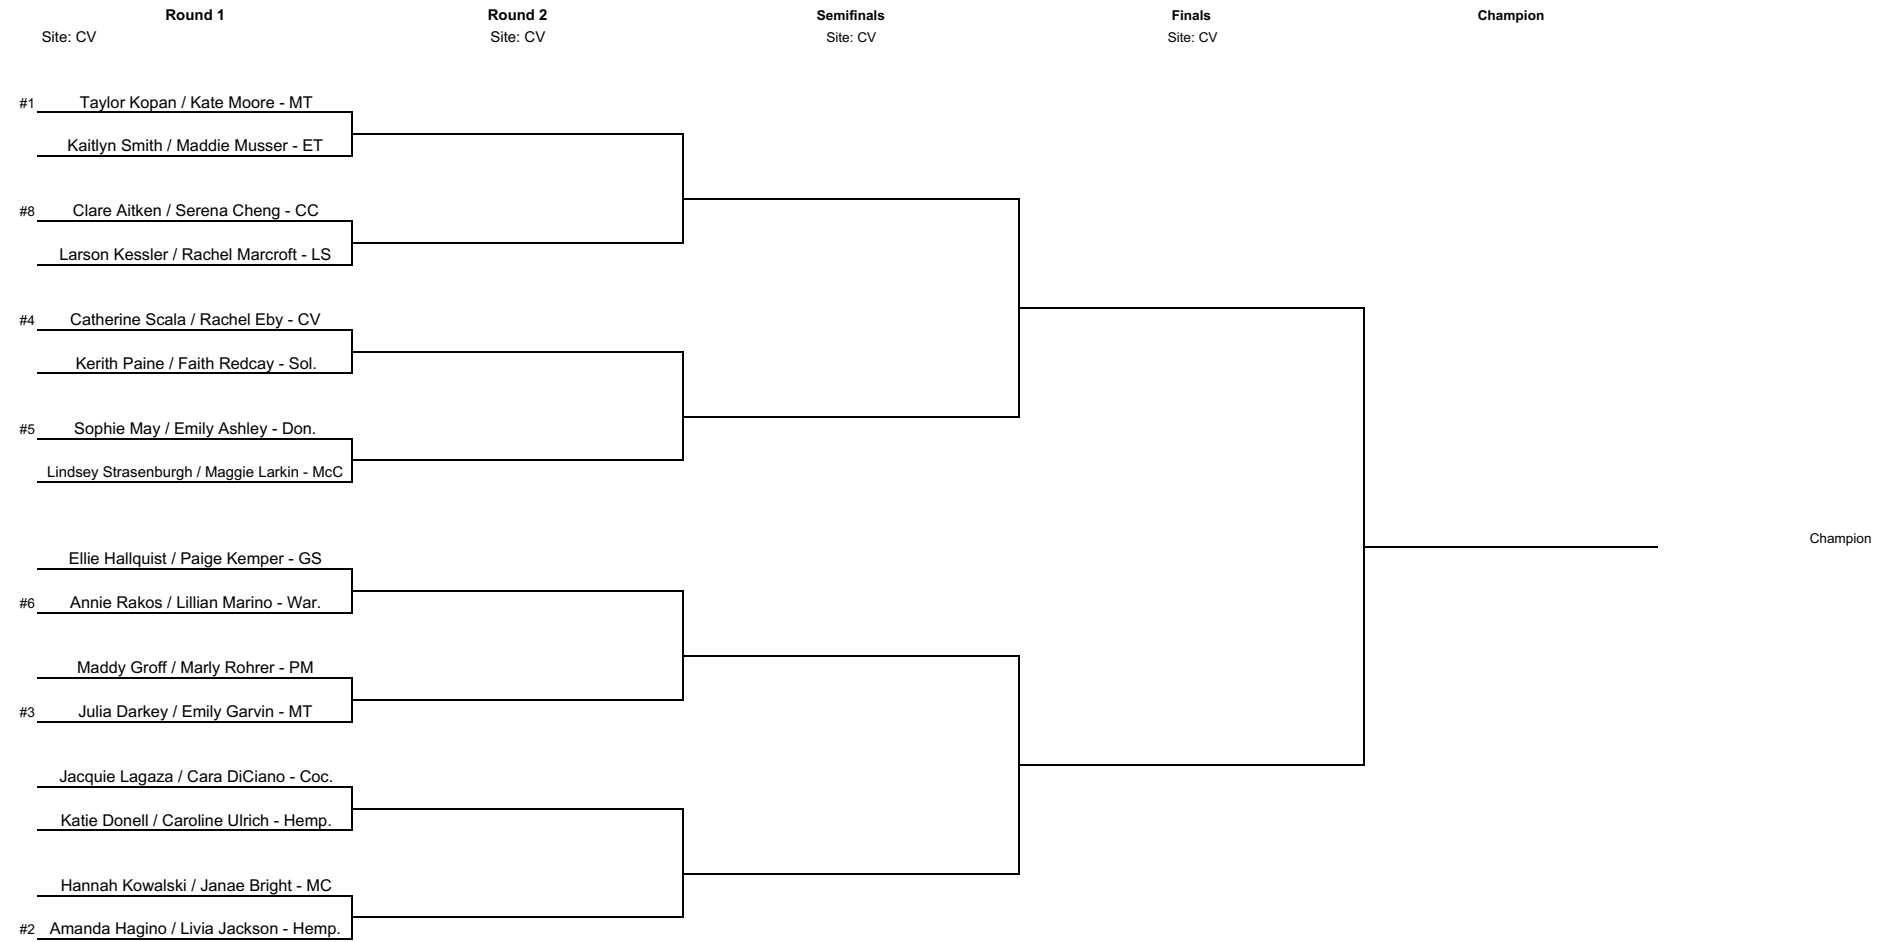 Round 1 Round 2 Semifinals Finals Champion
Site: CV Site: CV Site: CV Site: CV
#1 Taylor Kopan / Kate Moore - MT
Kaitlyn Smith / Maddie Musser - ET
#8 Clare Aitken / Serena Cheng - CC
Larson Kessler / Rachel Marcroft - LS
#4 Catherine Scala / Rachel Eby - CV
Kerith Paine / Faith Redcay - Sol.
#5 Sophie May / Emily Ashley - Don.
Lindsey Strasenburgh / Maggie Larkin - McC
Champion
Ellie Hallquist / Paige Kemper - GS
#6 Annie Rakos / Lillian Marino - War.
Maddy Groff / Marly Rohrer - PM
#3 Julia Darkey / Emily Garvin - MT
Jacquie Lagaza / Cara DiCiano - Coc.
Katie Donell / Caroline Ulrich - Hemp.
Hannah Kowalski / Janae Bright - MC
#2 Amanda Hagino / Livia Jackson - Hemp.